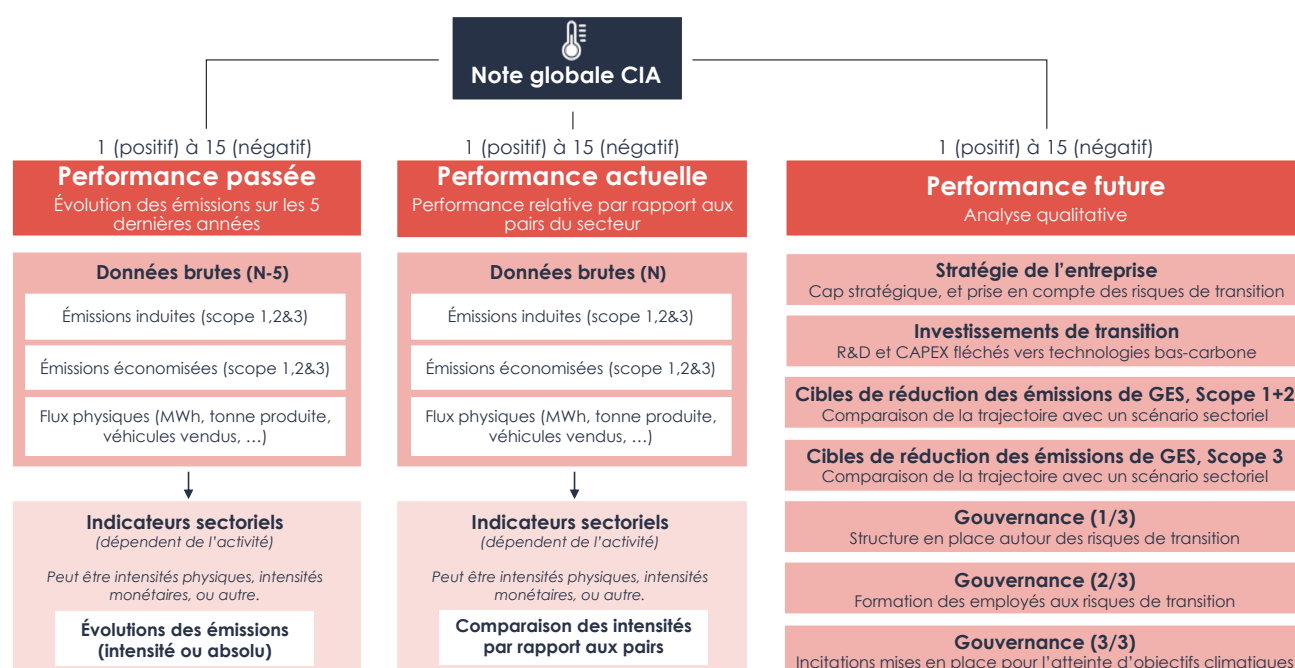 Note globale CIA
1 (positif) à 15 (négatif)
Performance passée
Évolution des émissions sur les 5
dernières années
Données brutes (N-5)
Émissions induites (scope 1,2&3)
Émissions économisées (scope 1,2&3)
Flux physiques (MWh, tonne produite,
véhicules vendus, …)
Indicateurs sectoriels
(dépendent de l’activité)
Peut être intensités physiques, intensités
monétaires, ou autre.
Évolutions des émissions
(intensité ou absolu)
1 (positif) à 15 (négatif)
Performance actuelle
Performance relative par rapport aux
pairs du secteur
Données brutes (N)
Émissions induites (scope 1,2&3)
Émissions économisées (scope 1,2&3)
Flux physiques (MWh, tonne produite,
véhicules vendus, …)
Indicateurs sectoriels
(dépendent de l’activité)
Peut être intensités physiques, intensités
monétaires, ou autre.
Comparaison des intensités
par rapport aux pairs
1 (positif) à 15 (négatif)
Performance future
Analyse qualitative
Stratégie de l’entreprise
Cap stratégique, et prise en compte des risques de transition
Investissements de transition
R&D et CAPEX fléchés vers technologies bas-carbone
Cibles de réduction des émissions de GES, Scope 1+2
Comparaison de la trajectoire avec un scénario sectoriel
Cibles de réduction des émissions de GES, Scope 3
Comparaison de la trajectoire avec un scénario sectoriel
Gouvernance (1/3)
Structure en place autour des risques de transition
Gouvernance (2/3)
Formation des employés aux risques de transition
Gouvernance (3/3)
Incitations mises en place pour l’atteinte d’objectifs climatiques